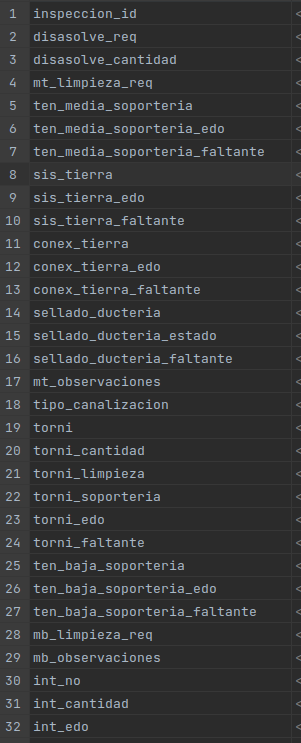 1 inspeccion_id
2 disasolve_req
3 disasolve_cantidad
4 mt_limpieza_req
5 ten_media_soporteria
6 ten_media_soporteria_edo
7 ten_media_soporteria_faltante
8 sis_tierra
9 sis_tierra_edo
10 sis_tierra_faltante
11 conex_tierra
12 conex_tierra_edo
13 conex_tierra_faltante
14 sellado_ducteria
15 sellado_ducteria_estado
16 sellado_ducteria_faltante
17 mt_observaciones
18 tipo_canalizacion
19 torni
20 torni_cantidad
21 torni_limpieza
22 torni_soporteria
23 torni_edo
24 torni_faltante
25 ten_baja_soporteria
26 ten_baja_soporteria_edo
27 ten_baja_soporteria_faltante
28 mb_limpieza_req
29 mb_observaciones
30 int_no
31 int_cantidad
32 int_edo